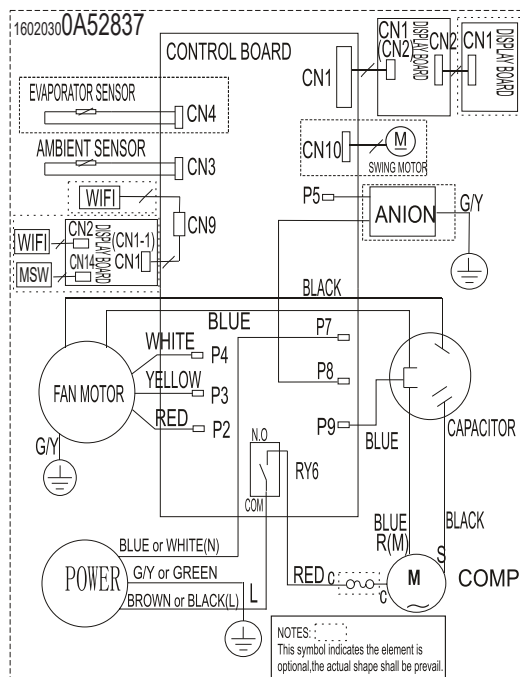 16020300A52837
CONTROL BOARD
EVAPORATOR SENSOR
CN4
AMBIENT SENSOR
CN3
WIFI
CN9
WIFI
CN2
(CN1-1)
DISPLAY BOARD
MSW
CN14
CN1
CN1
CN1
(CN2)
DISPLAY BOARD
CN2
CN1
DISPLAY BOARD
CN10
M
SWING MOTOR
P5
ANION
G/Y
BLACK
BLUE
P7
WHITE
P4
FAN MOTOR
YELLOW
P3
P8
RED
P2
P9
BLUE
CAPACITOR
G/Y
N.O
RY6
COM
BLUE
R(M)
BLACK
S
BLUE or WHITE(N)
POWER
G/Y or GREEN
L
BROWN or BLACK(L)
RED
C
C
M
COMP
NOTES:
This symbol indicates the element is
optional,the actual shape shall be prevail.